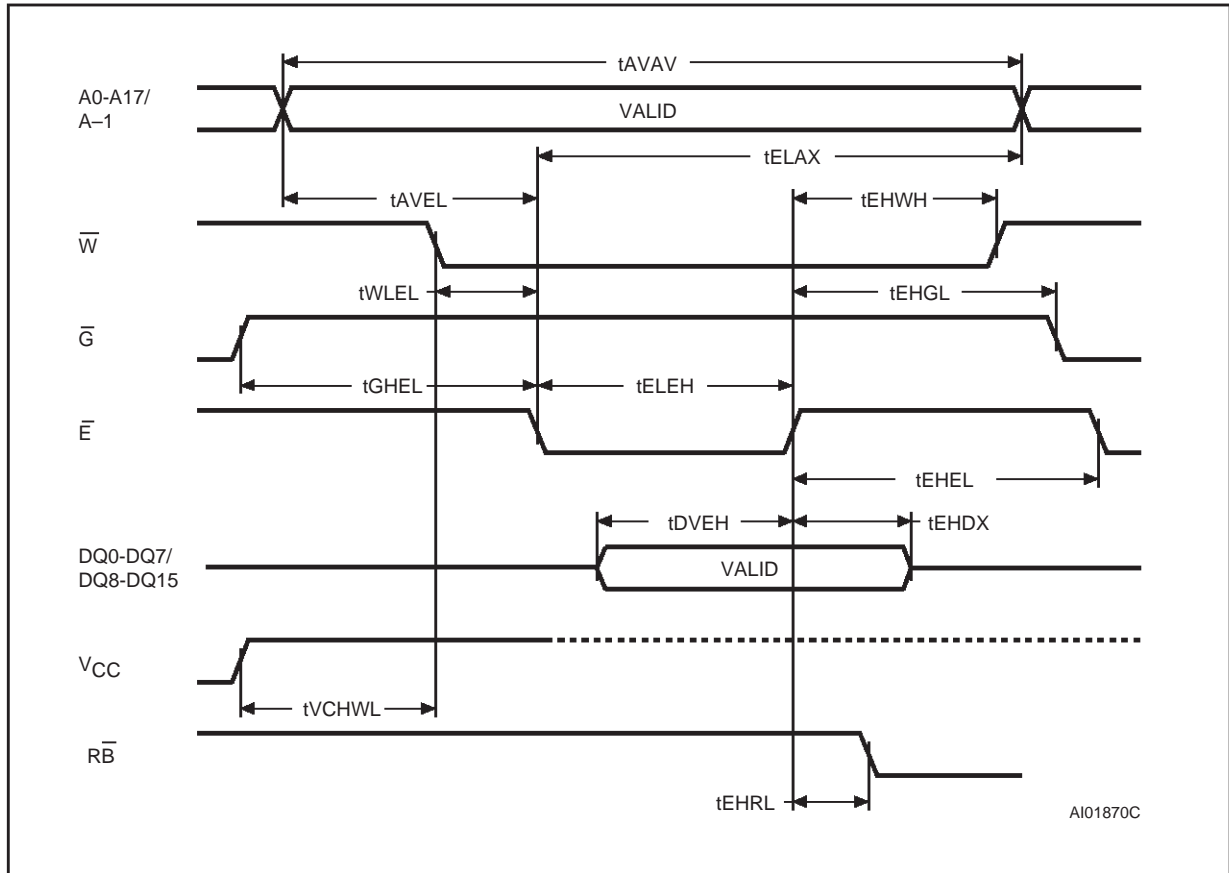 tAVAV
A0-A17/
A–1
VALID
tELAX
tAVEL
tEHWH
W̅
tWLEL
tEHGL
G̅
tGHEL
tELEH
E̅
tEHEL
tDVEH
tEHDX
DQ0-DQ7/
DQ8-DQ15
VALID
VCC
tVCHWL
RB̅
tEHRL
AI01870C